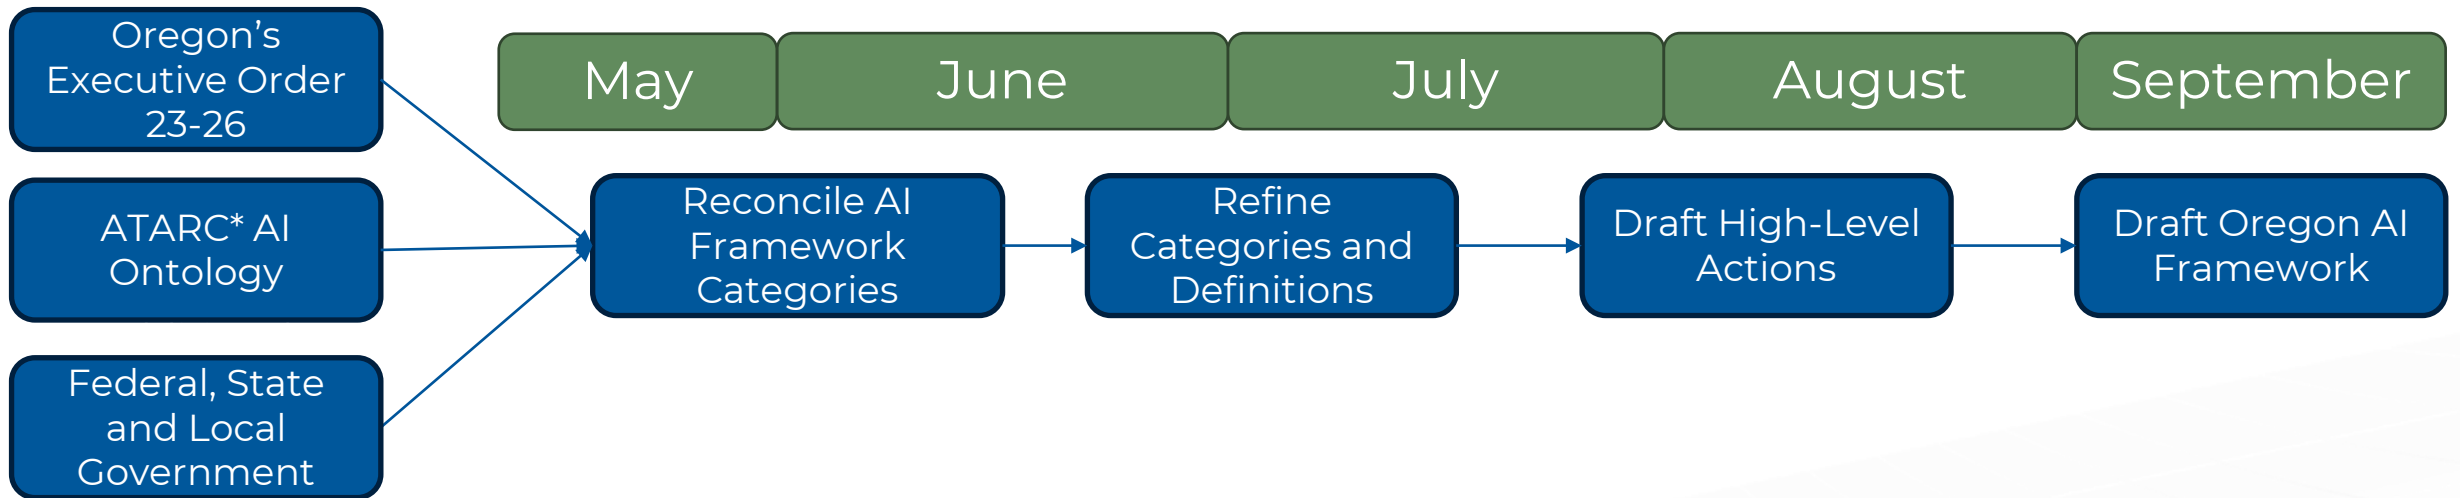 Oregon’s
Executive Order
23-26
ATARC* AI
Ontology
Federal, State
and Local
Government
May
June
July
August
September
Reconcile AI
Framework
Categories
Refine
Categories and
Definitions
Draft High-Level
Actions
Draft Oregon AI
Framework